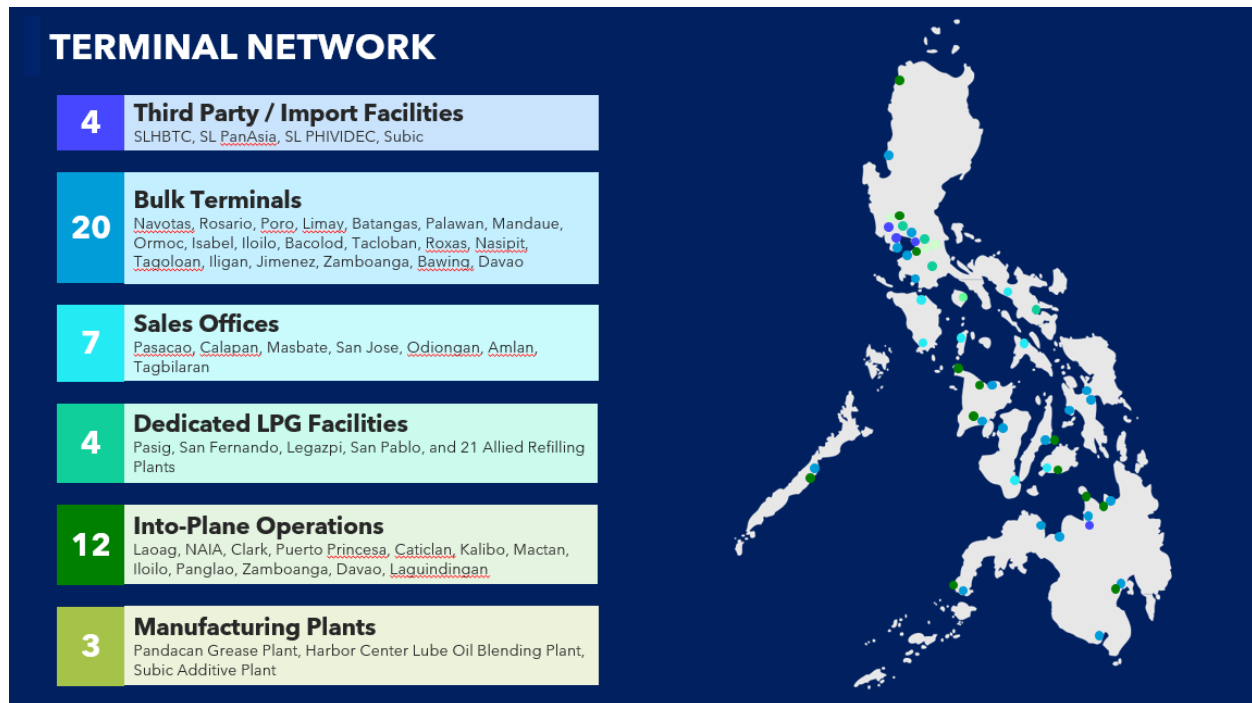 TERMINAL NETWORK
4
Third Party / Import Facilities
SLHBTC, SL PanAsia, SL PHIVIDEC, Subic
20
Bulk Terminals
Navotas, Rosario, Poro, Limay, Batangas, Palawan, Mandaue,
Ormoc, Isabel, Iloilo, Bacolod, Tacloban, Roxas, Nasipit,
Tagoloan, Iligan, Jimenez, Zamboanga, Bawing, Davao
7
Sales Offices
Pasacao, Calapan, Masbate, San Jose, Odiongan, Amlan,
Tagbilaran
4
Dedicated LPG Facilities
Pasig, San Fernando, Legazpi, San Pablo, and 21 Allied Refilling
Plants
12
Into-Plane Operations
Laoag, NAIA, Clark, Puerto Princesa, Caticlan, Kalibo, Mactan,
Iloilo, Panglao, Zamboanga, Davao, Laguindingan
3
Manufacturing Plants
Pandacan Grease Plant, Harbor Center Lube Oil Blending Plant,
Subic Additive Plant